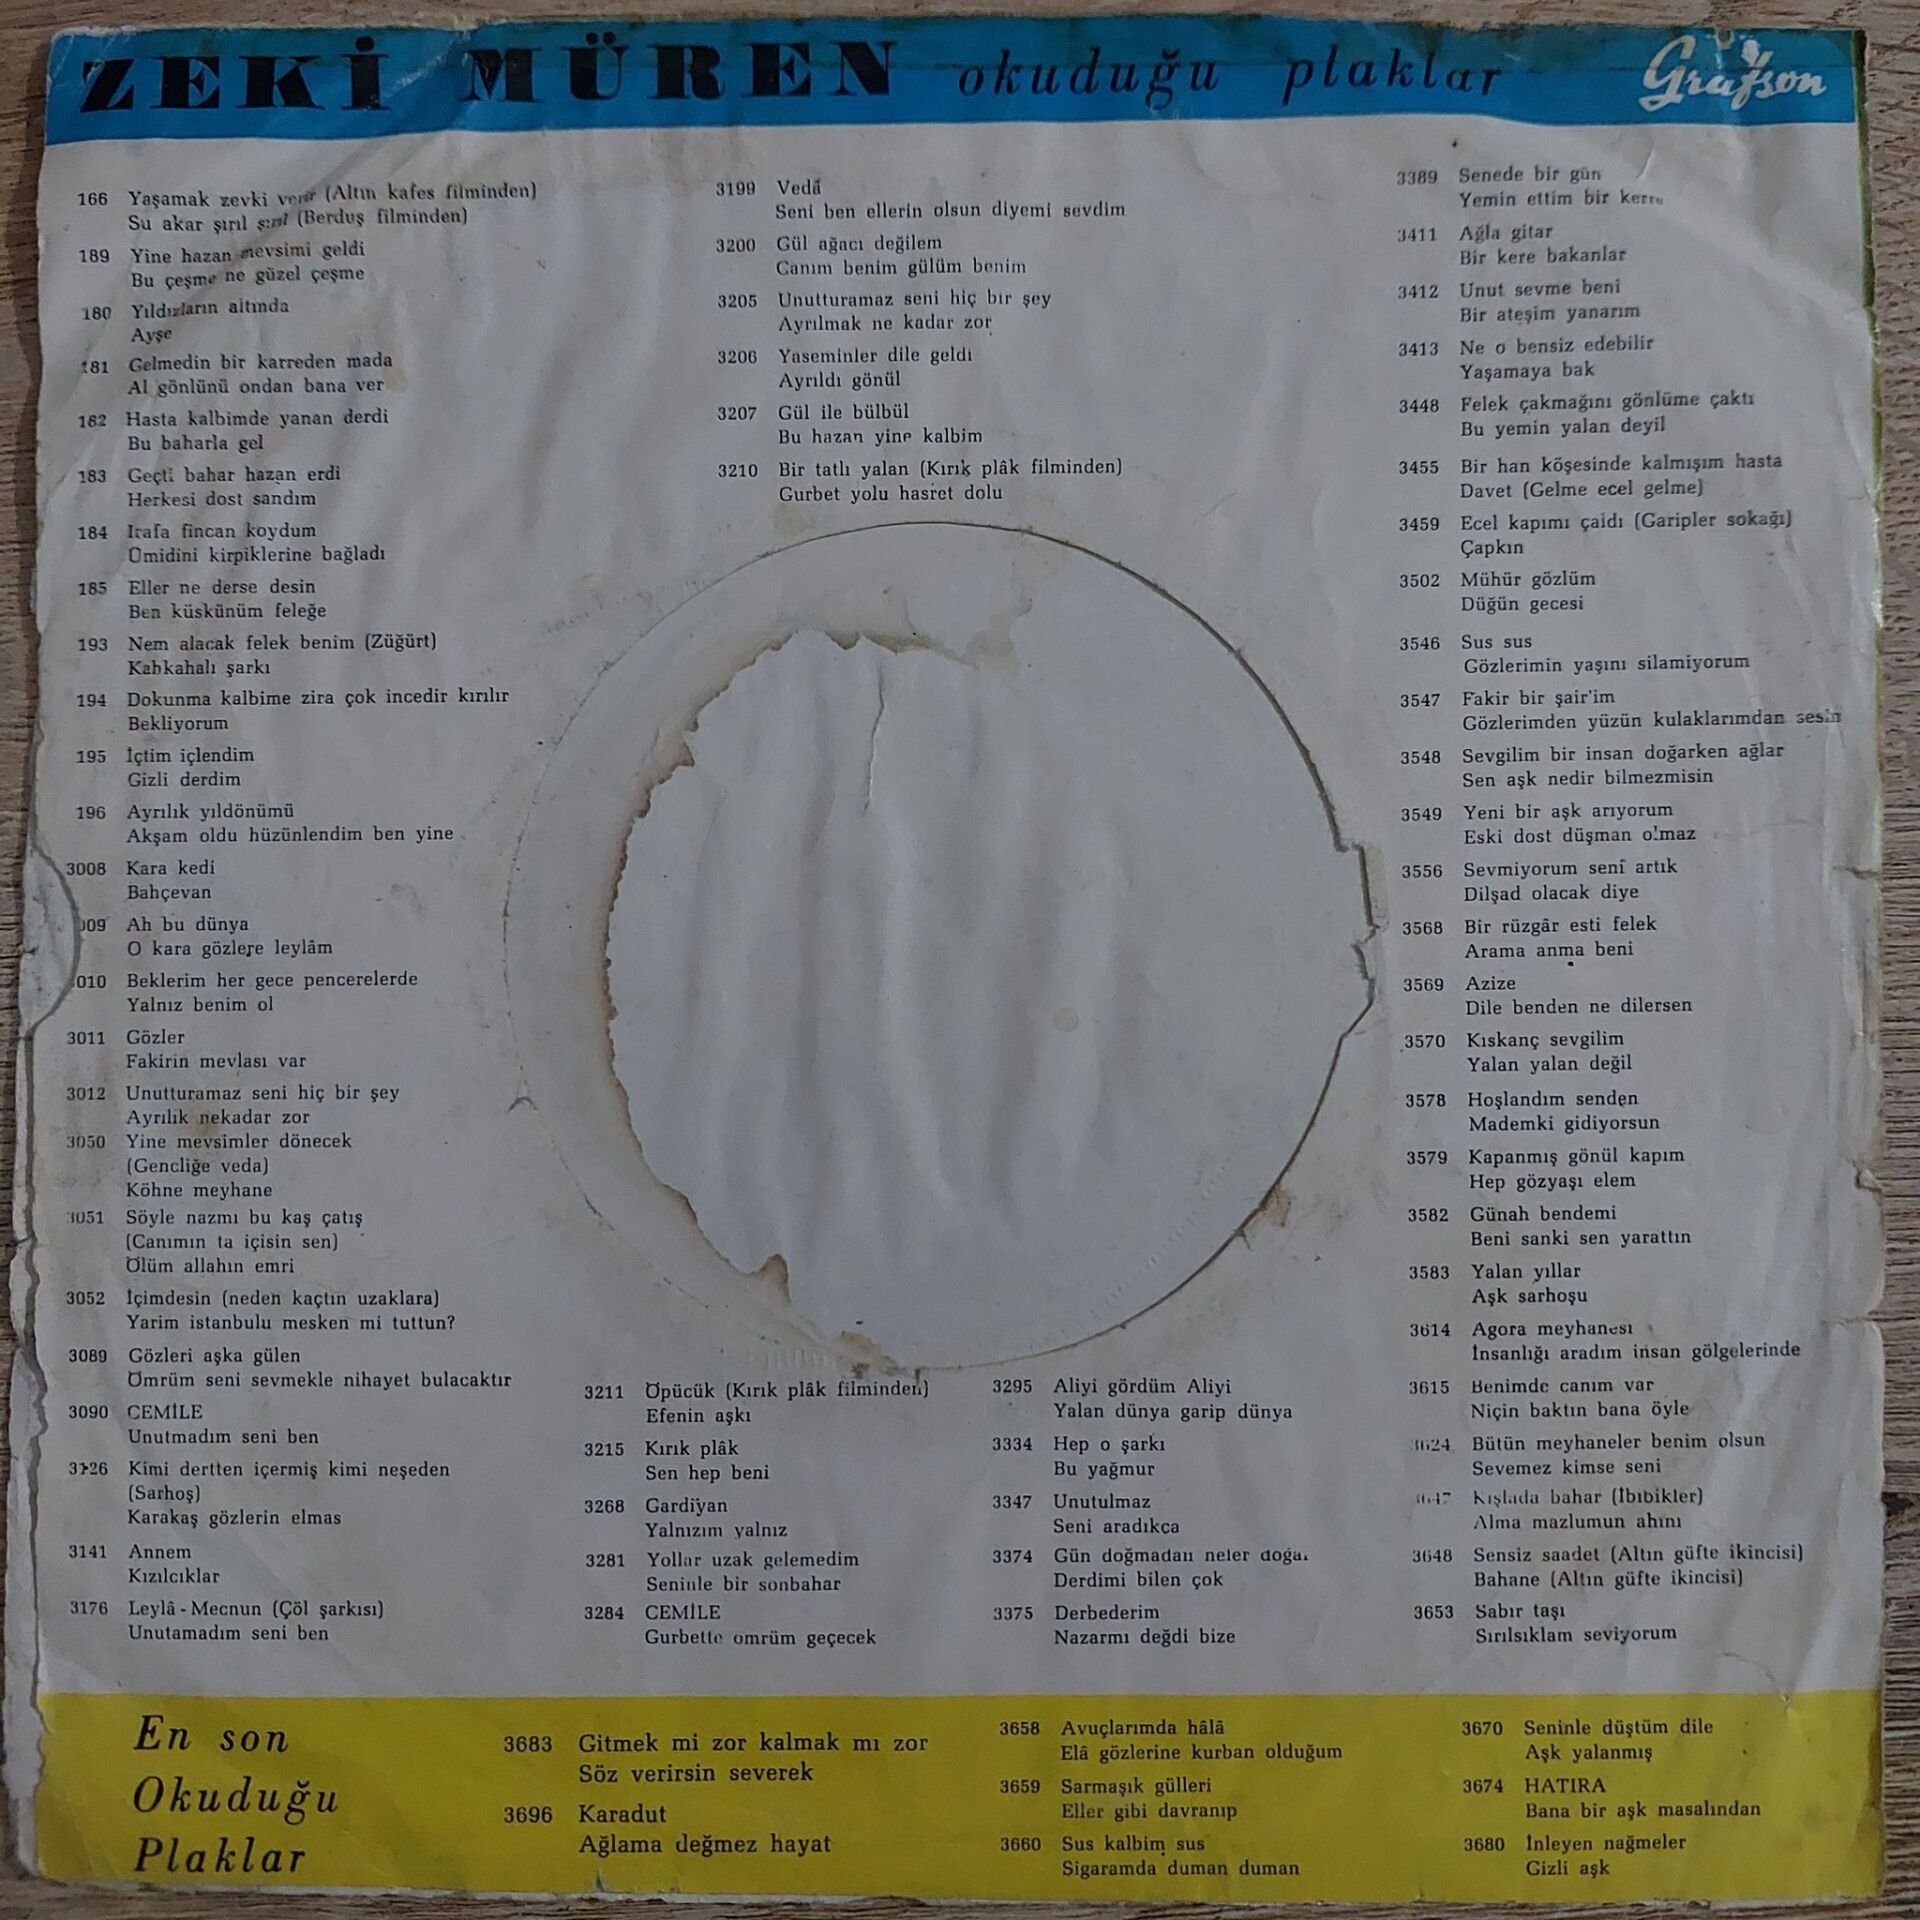 ZEKİ MÜREN okuduğu plaklar Grafson
166 Yaşamak zevki verir (Altın kafes filminden)
Su akar şırıl şırıl (Berduş filminden)
189 Yine hazan mevsimi geldi
Bu çeşme ne güzel çeşme
180 Yıldızların altında
Ayşe
181 Gelmedin bir karreden mada
Al gönlünü ondan bana ver
182 Hasta kalbimde yanan derdi
Bu baharla gel
183 Geçti bahar hazan erdi
Herkesi dost sandım
184 Irafa fincan koydum
Ümidini kirpiklerine bağladı
185 Eller ne derse desin
Ben küskünüm feleğe
193 Nem alacak felek benim (Züğürt)
Kahkahalı şarkı
194 Dokunma kalbime zira çok incedir kırılır
Bekliyorum
195 İçtim içlendim
Gizli derdim
196 Ayrılık yıldönümü
Akşam oldu hüzünlendim ben yine
3008 Kara kedi
Bahçevan
009 Ah bu dünya
O kara gözlere leylâm
010 Beklerim her gece pencerelerde
Yalnız benim ol
3011 Gözler
Fakirin mevlası var
3012 Unutturamaz seni hiç bir şey
Ayrılık nekadar zor
3050 Yine mevsimler dönecek
(Gencliğe veda)
Köhne meyhane
3051 Söyle nazmı bu kaş çatış
(Canımın ta içisin sen)
Ölüm allahın emri
3052 İçimdesin (neden kaçtın uzaklara)
Yarim istanbulu mesken mi tuttun?
3089 Gözleri aşka gülen
Ömrüm seni sevmekle nihayet bulacaktır
3090 CEMİLE
Unutmadım seni ben
3126 Kimi dertten içermiş kimi neşeden
(Sarhoş)
Karakaş gözlerin elmas
3141 Annem
Kızılcıklar
3176 Leylâ - Mecnun (Çöl şarkısı)
Unutamadım seni ben
3199 Vedâ
Seni ben ellerin olsun diyemi sevdim
3200 Gül ağacı değilem
Canım benim gülüm benim
3205 Unutturamaz seni hiç bir şey
Ayrılmak ne kadar zor
3206 Yaseminler dile geldi
Ayrıldı gönül
3207 Gül ile bülbül
Bu hazan yine kalbim
3210 Bir tatlı yalan (Kırık plâk filminden)
Gurbet yolu hasret dolu
3211 Öpücük (Kırık plâk filminden)
Efenin aşkı
3215 Kırık plâk
Sen hep beni
3268 Gardiyan
Yalnızım yalnız
3281 Yollar uzak gelemedim
Seninle bir sonbahar
3284 CEMİLE
Gurbette omrüm geçecek
3295 Aliyi gördüm Aliyi
Yalan dünya garip dünya
3334 Hep o şarkı
Bu yağmur
3347 Unutulmaz
Seni aradıkça
3374 Gün doğmadan neler doğar
Derdimi bilen çok
3375 Derbederim
Nazarmı değdi bize
3389 Senede bir gün
Yemin ettim bir kerre
3411 Ağla gitar
Bir kere bakanlar
3412 Unut sevme beni
Bir ateşim yanarım
3413 Ne o bensiz edebilir
Yaşamaya bak
3448 Felek çakmağını gönlüme çaktı
Bu yemin yalan deyil
3455 Bir han köşesinde kalmışım hasta
Davet (Gelme ecel gelme)
3459 Ecel kapımı çaldı (Garipler sokağı)
Çapkın
3502 Mühür gözlüm
Düğün gecesi
3546 Sus sus
Gözlerimin yaşını silamiyorum
3547 Fakir bir şair'im
Gözlerimden yüzün kulaklarımdan sesin
3548 Sevgilim bir insan doğarken ağlar
Sen aşk nedir bilmezmisin
3549 Yeni bir aşk arıyorum
Eski dost düşman olmaz
3556 Sevmiyorum seni artık
Dilşad olacak diye
3568 Bir rüzgâr esti felek
Arama anma beni
3569 Azize
Dile benden ne dilersen
3570 Kıskanç sevgilim
Yalan yalan değil
3578 Hoşlandım senden
Mademki gidiyorsun
3579 Kapanmış gönül kapım
Hep gözyaşı elem
3582 Günah bendemi
Beni sanki sen yarattın
3583 Yalan yıllar
Aşk sarhoşu
3614 Agora meyhanesi
İnsanlığı aradım insan gölgelerinde
3615 Benimde canım var
Niçin baktın bana öyle
3624 Bütün meyhaneler benim olsun
Sevemez kimse seni
3647 Kışlada bahar (İbibikler)
Alma mazlumun ahını
3648 Sensiz saadet (Altın güfte ikincisi)
Bahane (Altın güfte ikincisi)
3653 Sabır taşı
Sırılsıklam seviyorum
En son
Okuduğu
Plaklar
3683 Gitmek mi zor kalmak mı zor
Söz verirsin severek
3696 Karadut
Ağlama değmez hayat
3658 Avuçlarımda hâlâ
Elâ gözlerine kurban olduğum
3659 Sarmaşık gülleri
Eller gibi davranıp
3660 Sus kalbim sus
Sigaramda duman duman
3670 Seninle düştüm dile
Aşk yalanmış
3674 HATIRA
Bana bir aşk masalından
3680 İnleyen nağmeler
Gizli aşk